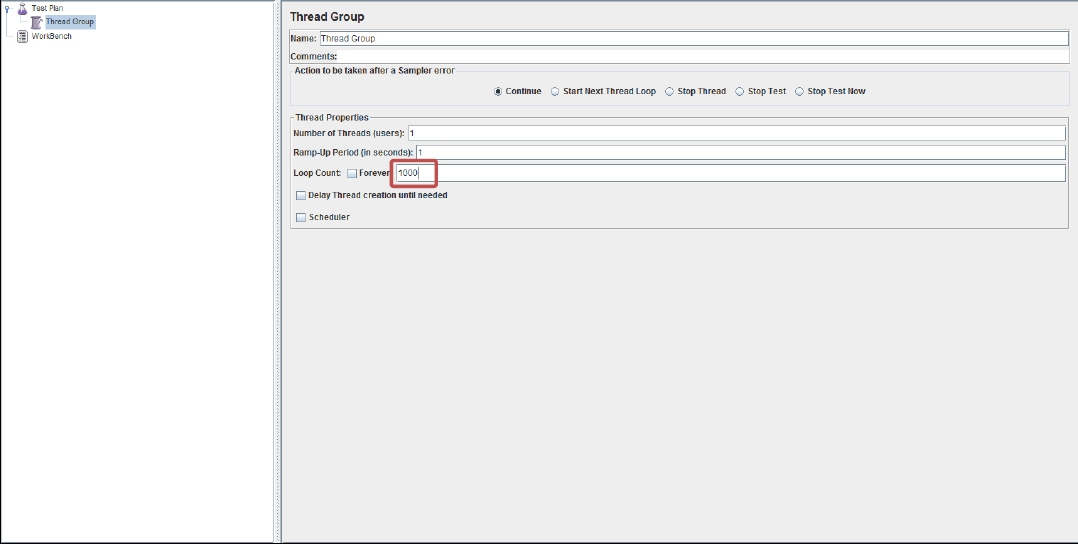 Test Plan
Thread Group
WorkBench
Thread Group
Name: Thread Group
Comments:
Action to be taken after a Sampler error
Continue Start Next Thread Loop Stop Thread Stop Test Stop Test Now
Thread Properties
Number of Threads (users): 1
Ramp-Up Period (in seconds): 1
Loop Count: Forever 1000
Delay Thread creation until needed
Scheduler